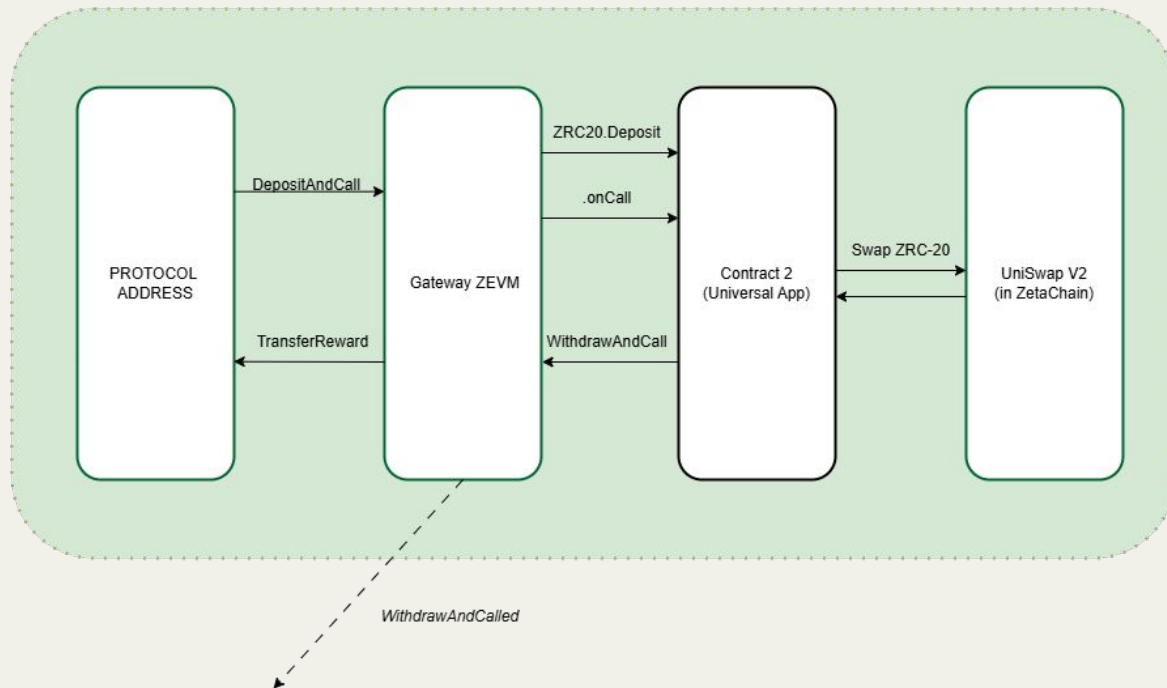 ZRC20.Deposit
DepositAndCall
.onCall
Swap ZRC-20
PROTOCOL
ADDRESS
Gateway ZEVM
Contract 2
(Universal App)
UniSwap V2
(in ZetaChain)
TransferReward
WithdrawAndCall
WithdrawAndCalled